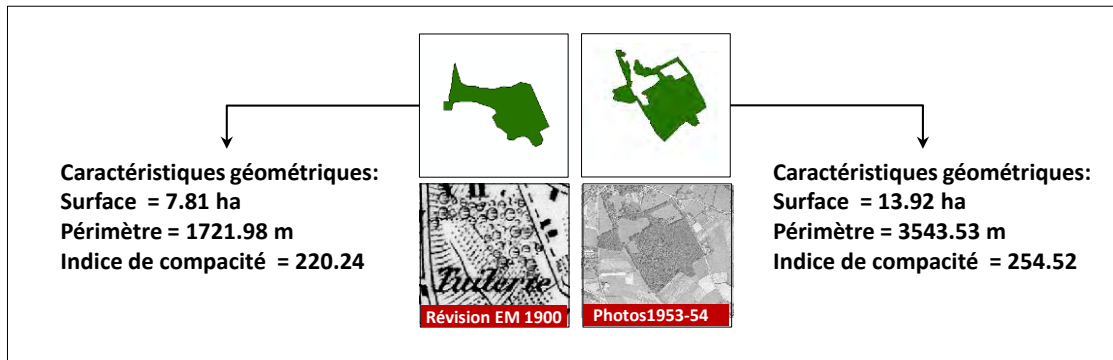 Caractéristiques géométriques:
Surface = 7.81 ha
Périmètre = 1721.98 m
Indice de compacité = 220.24
Tuilerie
Révision EM 1900
Photos1953-54
Caractéristiques géométriques:
Surface = 13.92 ha
Périmètre = 3543.53 m
Indice de compacité = 254.52